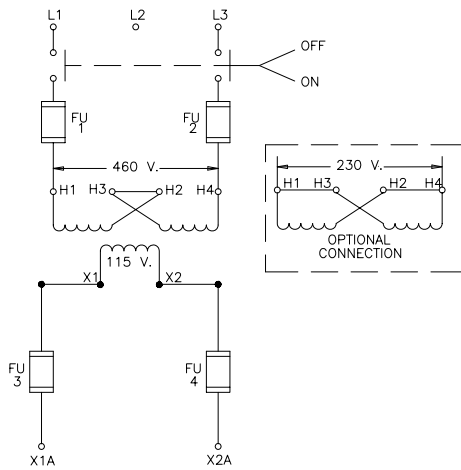 L1 L2 L3
OFF
ON
FU
1
FU
2
460 V.
H1 H3 H2 H4
115 V.
X1 X2
FU
3
FU
4
X1A X2A
230 V.
H1 H3 H2 H4
OPTIONAL
CONNECTION